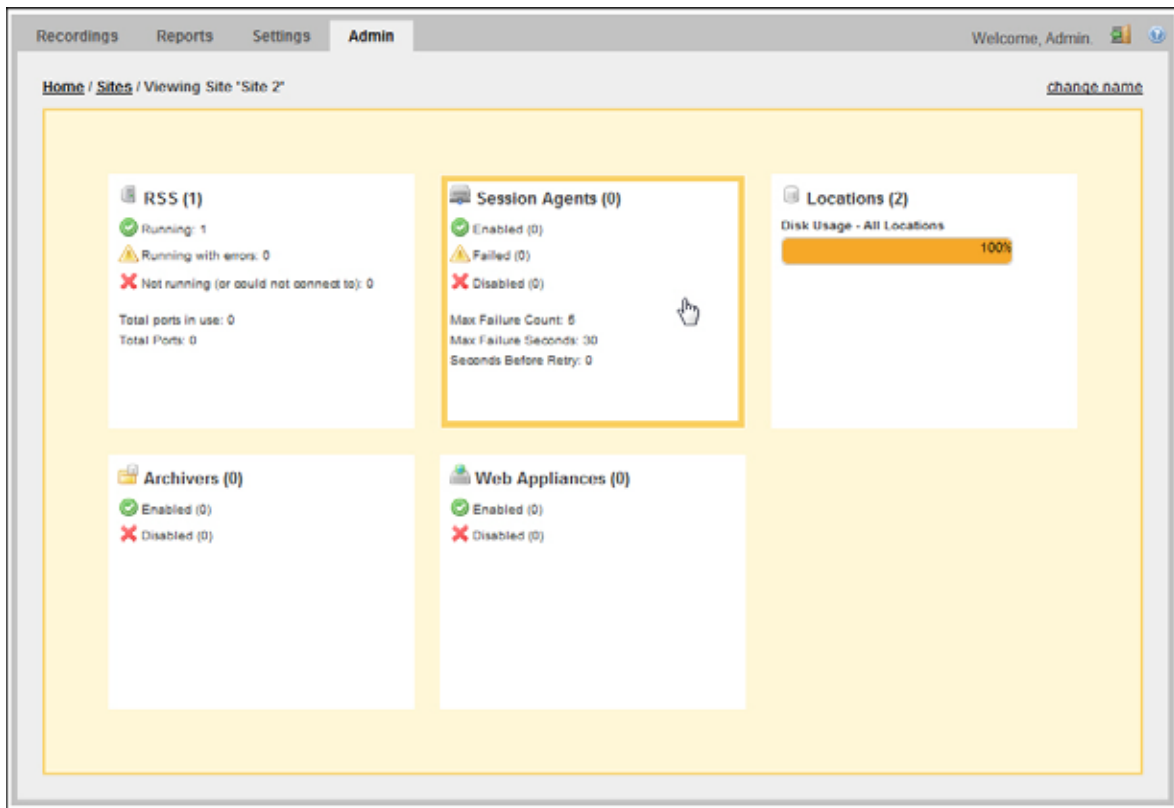 Recordings Reports Settings Admin Welcome, Admin.
Home / Sites / Viewing Site "Site 2" change name
RSS (1)
Running: 1
Running with errors: 0
Not running (or could not connect to): 0
Total ports in use: 0
Total Ports: 0
Session Agents (0)
Enabled (0)
Failed (0)
Disabled (0)
Max Failure Count: 5
Max Failure Seconds: 30
Seconds Before Retry: 0
Locations (2)
Disk Usage - All Locations
100%
Archivers (0)
Enabled (0)
Disabled (0)
Web Appliances (0)
Enabled (0)
Disabled (0)